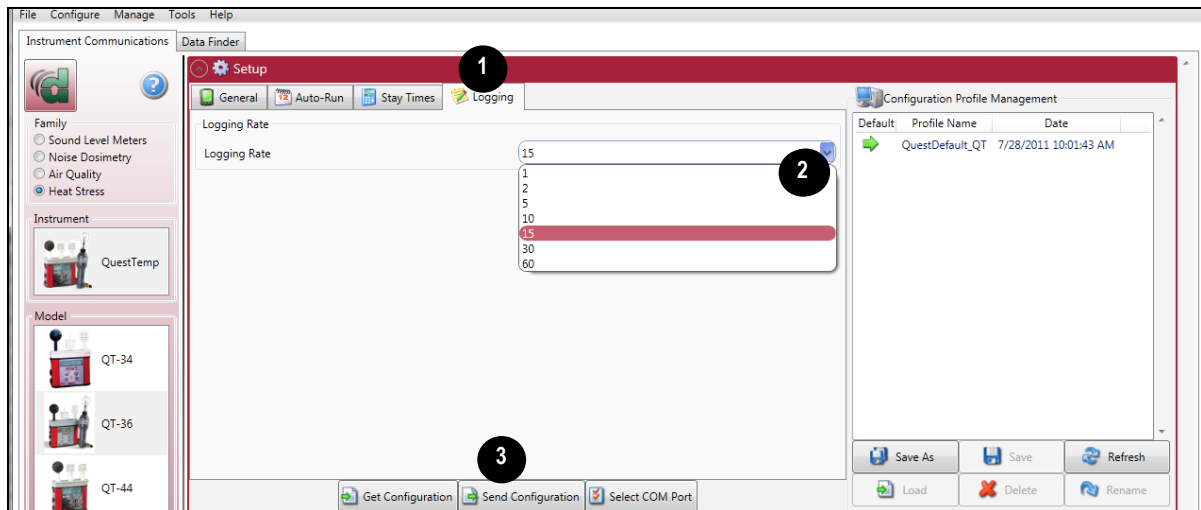 File Configure Manage Tools Help
Instrument Communications Data Finder
Setup
1
General Auto-Run Stay Times Logging
12
Configuration Profile Management
Family
Sound Level Meters
Noise Dosimetry
Air Quality
Heat Stress
Logging Rate
Logging Rate 15
2
1
2
5
10
15
30
60
Default Profile Name Date
QuestDefault_QT 7/28/2011 10:01:43 AM
Instrument
QuestTemp
Model
QT-34
QT-36
QT-44
3
Get Configuration Send Configuration Select COM Port
Save As Save Refresh
Load Delete Rename